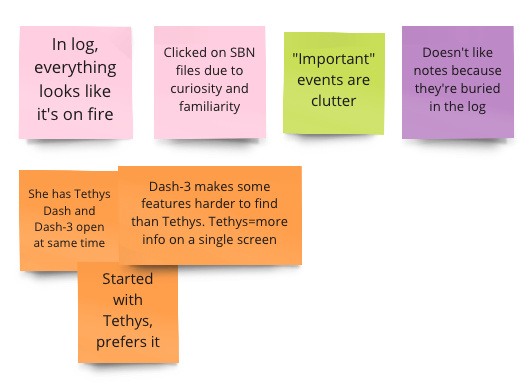 In log,
everything
looks like
it's on fire
Clicked on SBN
files due to
curiosity and
familiarity
"Important"
events are
clutter
Doesn't like
notes because
they're buried
in the log
She has Tethys
Dash and
Dash-3 open
at same time
Dash-3 makes some
features harder to find
than Tethys. Tethys=more
info on a single screen
Started
with
Tethys,
prefers it